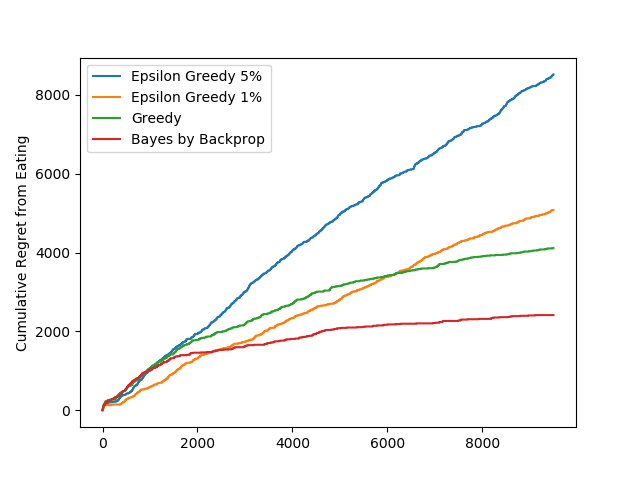 Epsilon Greedy 5%
Epsilon Greedy 1%
Greedy
Bayes by Backprop
Cumulative Regret from Eating
8000
6000
4000
2000
0
0 2000 4000 6000 8000